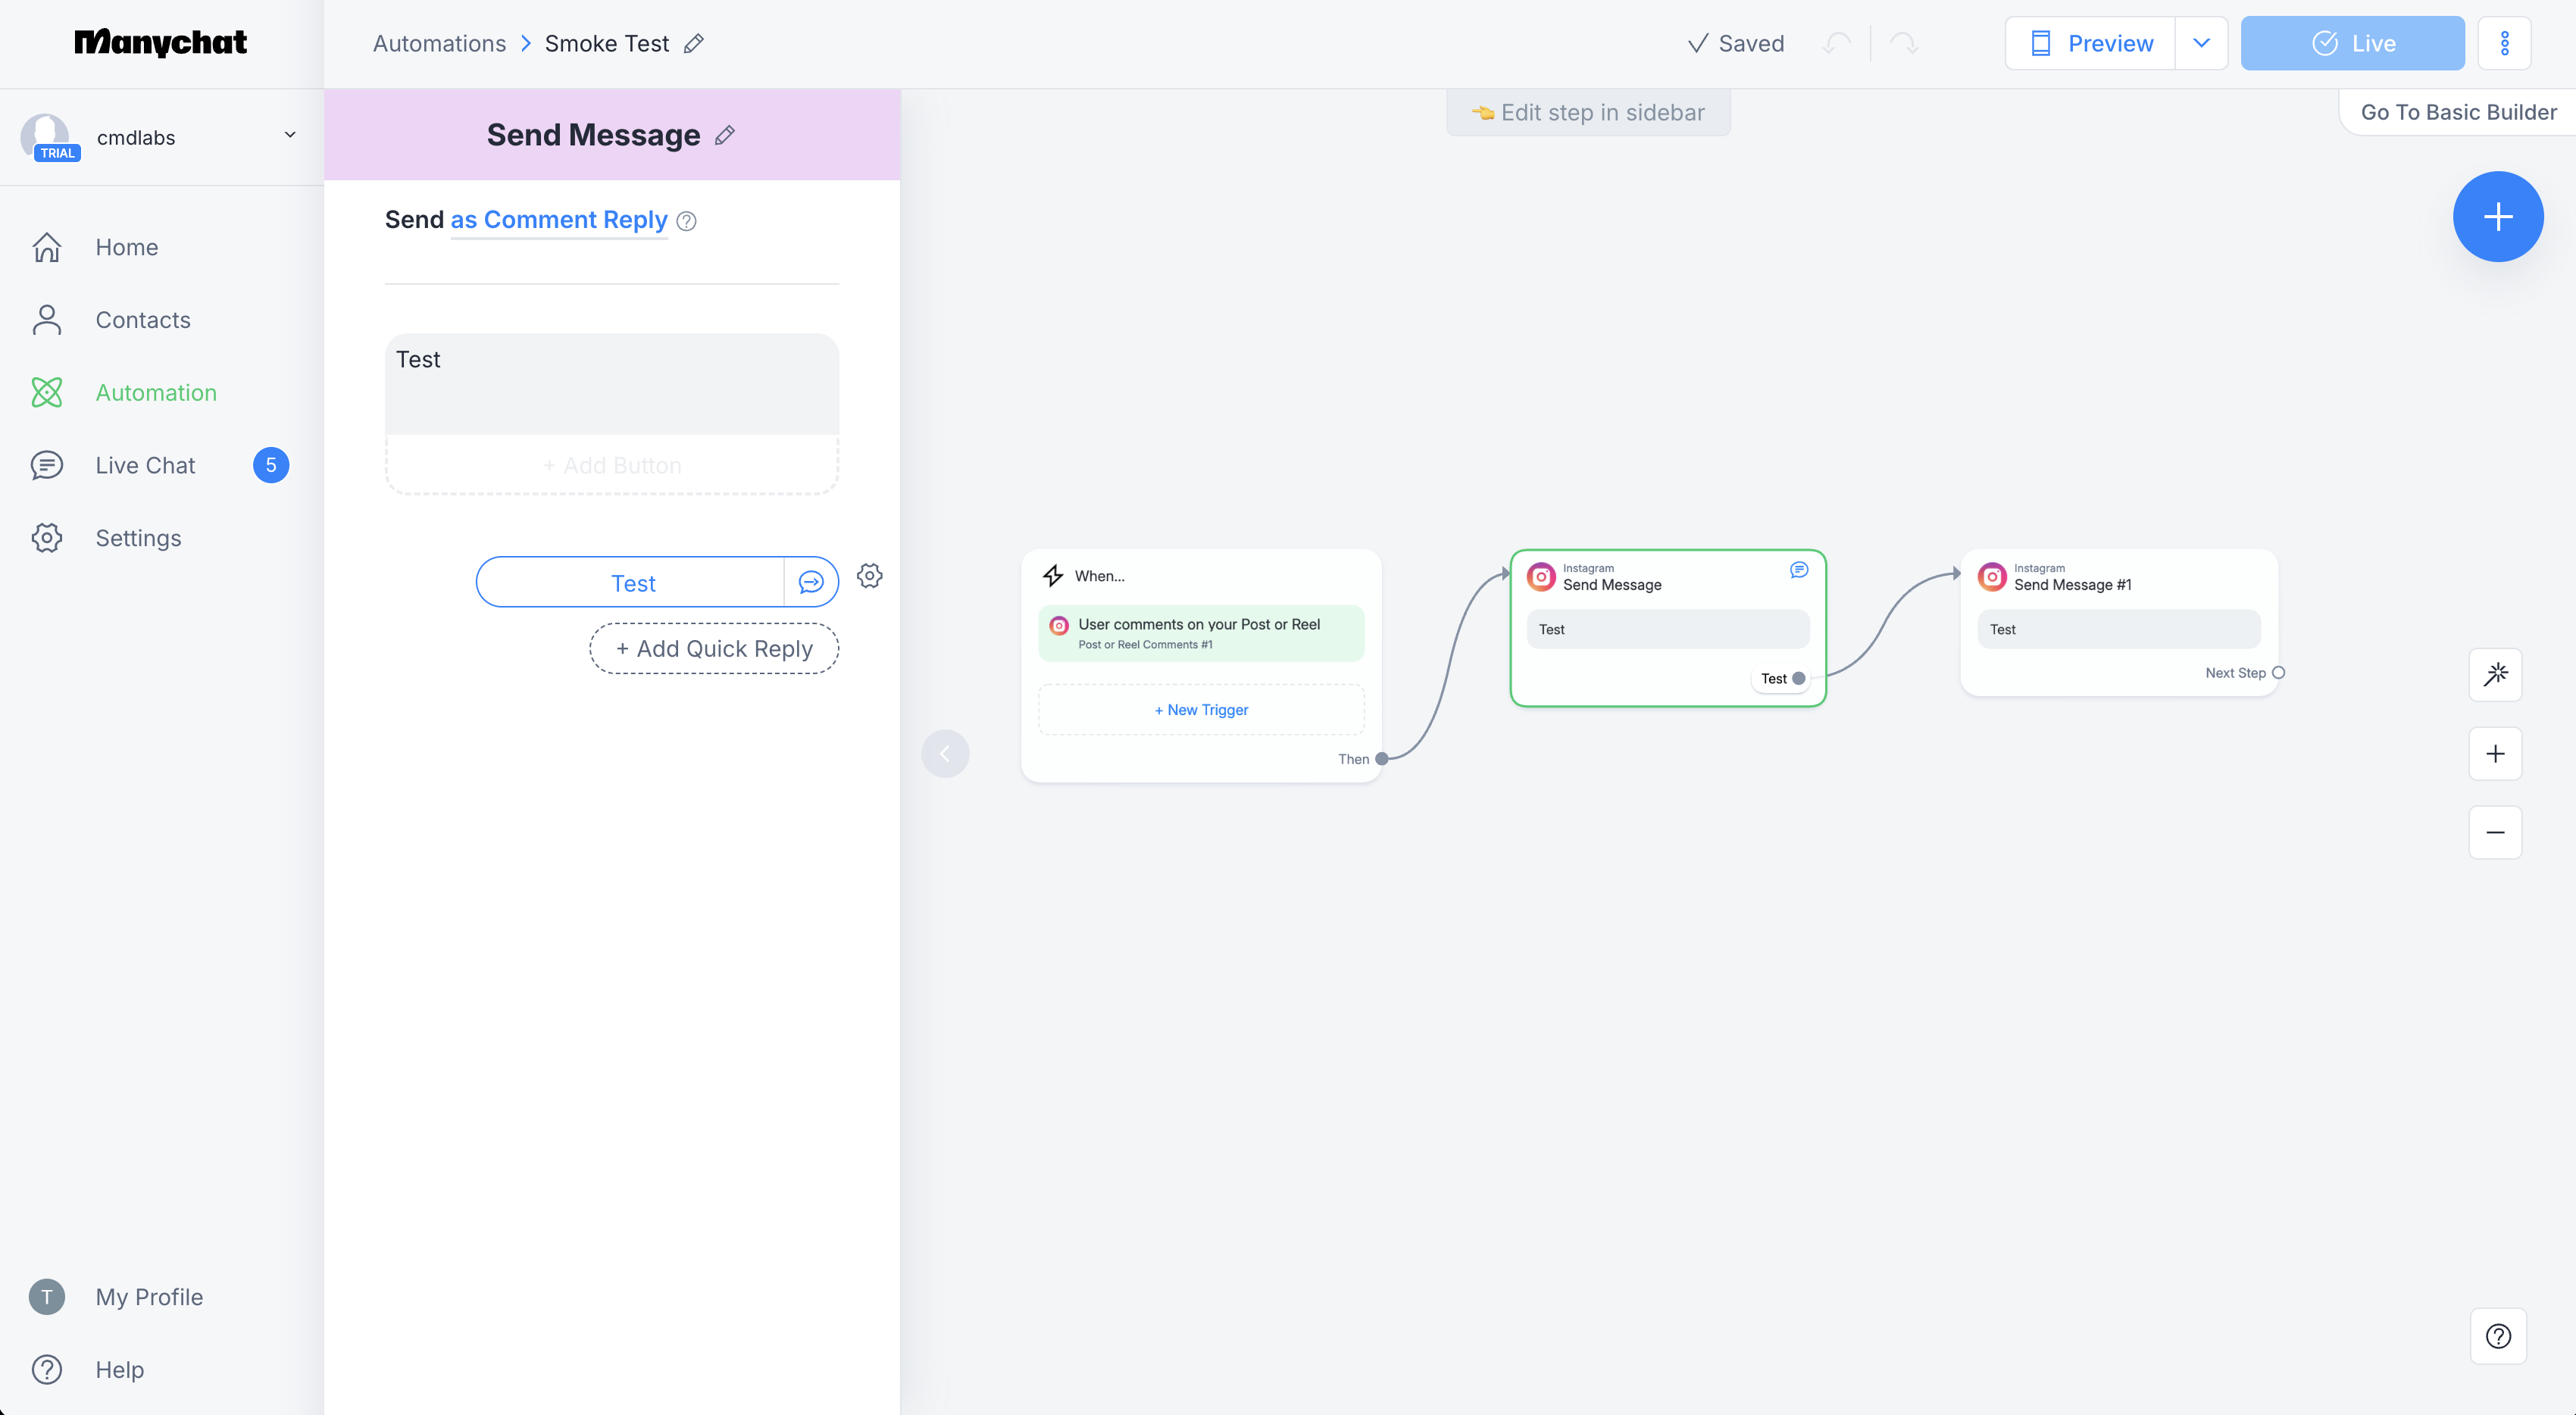 Manychat
Automations > Smoke Test
Saved
Preview
Live
TRIAL
cmdlabs
Home
Contacts
Automation
Live Chat
5
Settings
T
My Profile
Help
Send Message
Send as Comment Reply ?
Test
+ Add Button
Test
+ Add Quick Reply
Edit step in sidebar
Go To Basic Builder
When...
User comments on your Post or Reel
Post or Reel Comments #1
+ New Trigger
Then
Instagram
Send Message
Test
Test
Instagram
Send Message #1
Test
Next Step